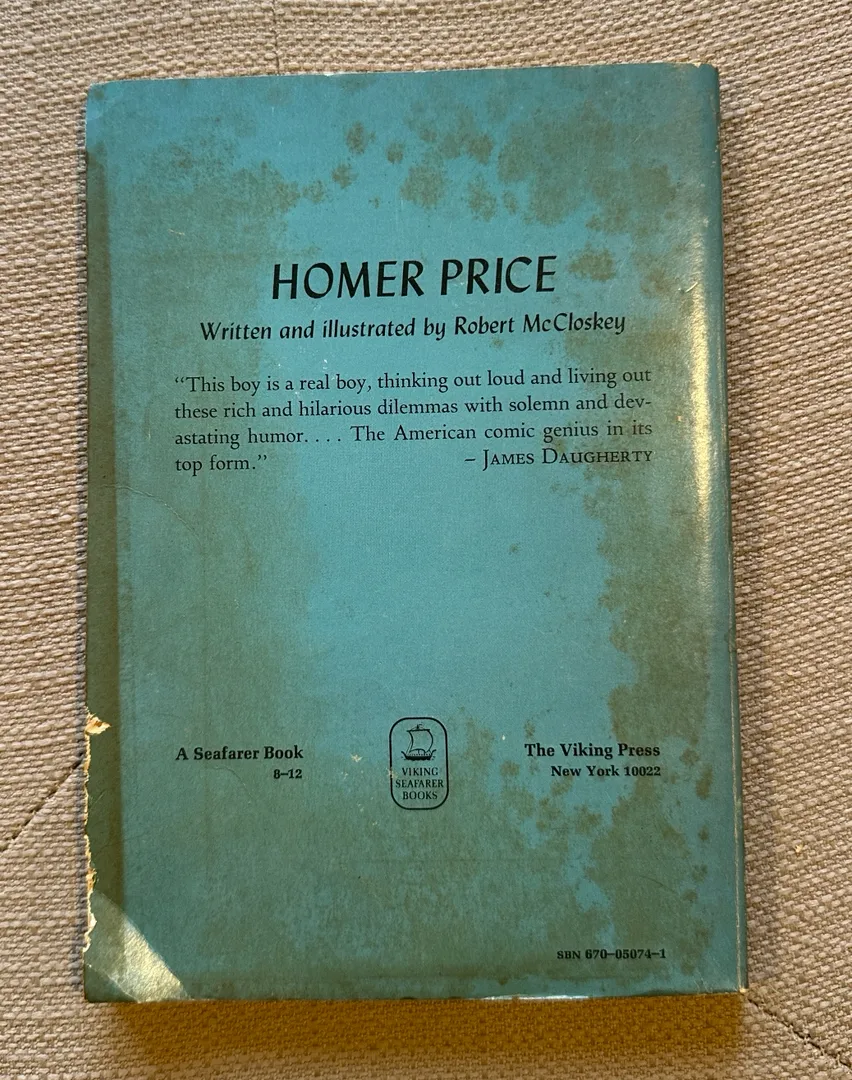 HOMER PRICE
Written and illustrated by Robert McCloskey
“This boy is a real boy, thinking out loud and living out
these rich and hilarious dilemmas with solemn and dev-
astating humor. . . . The American comic genius in its
top form.” – JAMES DAUGHERTY
A Seafarer Book
8–12
VIKING
SEAFARER
BOOKS
The Viking Press
New York 10022
SBN 670–05074–1